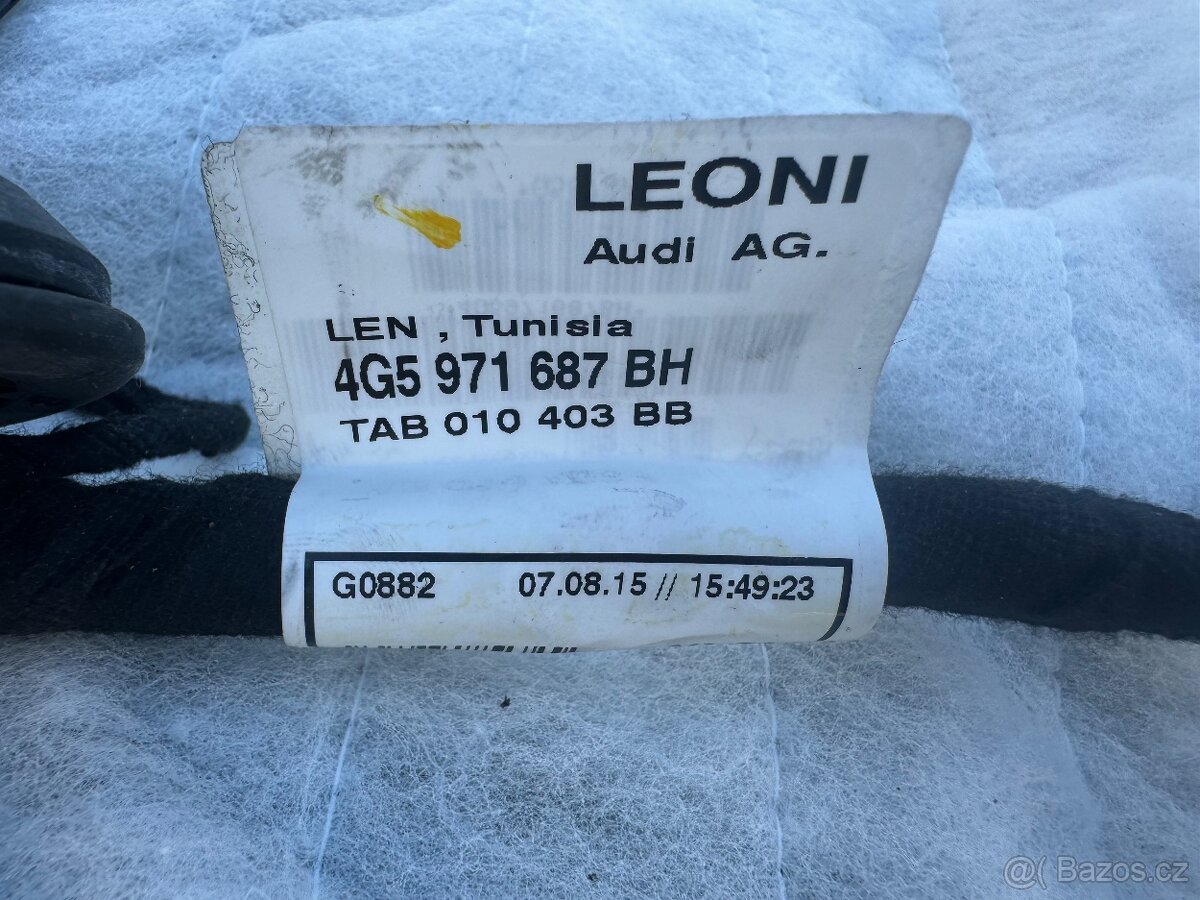 LEONI
Audi AG.
LEN , Tunisia
4G5 971 687 BH
TAB 010 403 BB
G0882 07.08.15 // 15:49:23
@( Bazos.cz